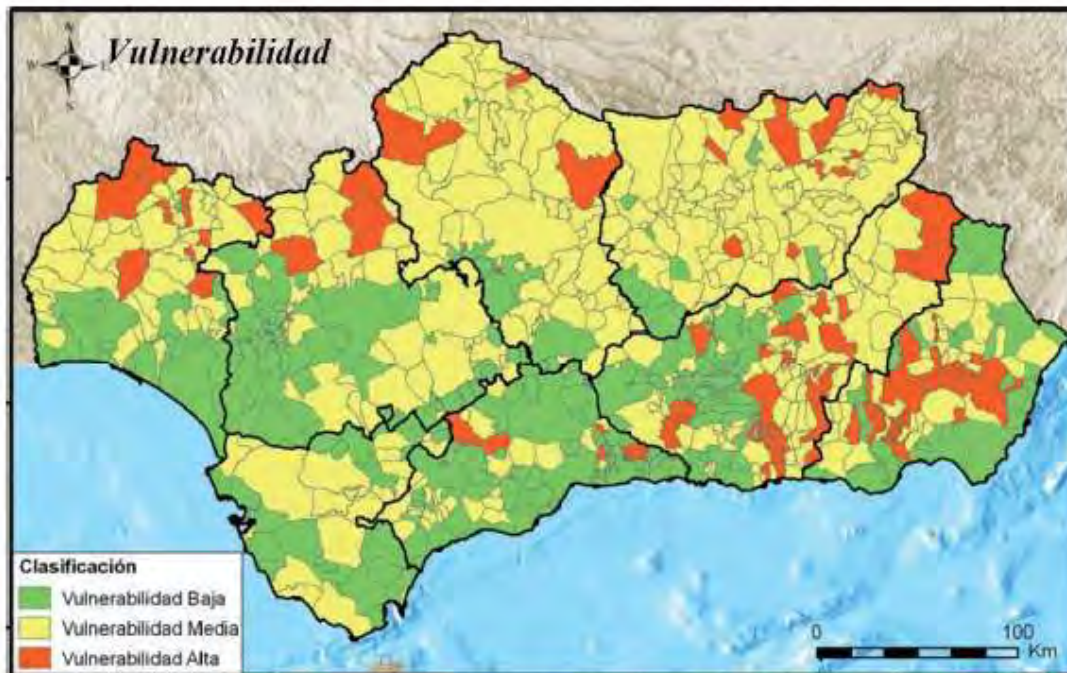 N
Vulnerabilidad
W
S
Clasificación
Vulnerabilidad Baja
Vulnerabilidad Media
Vulnerabilidad Alta
0 100
Km